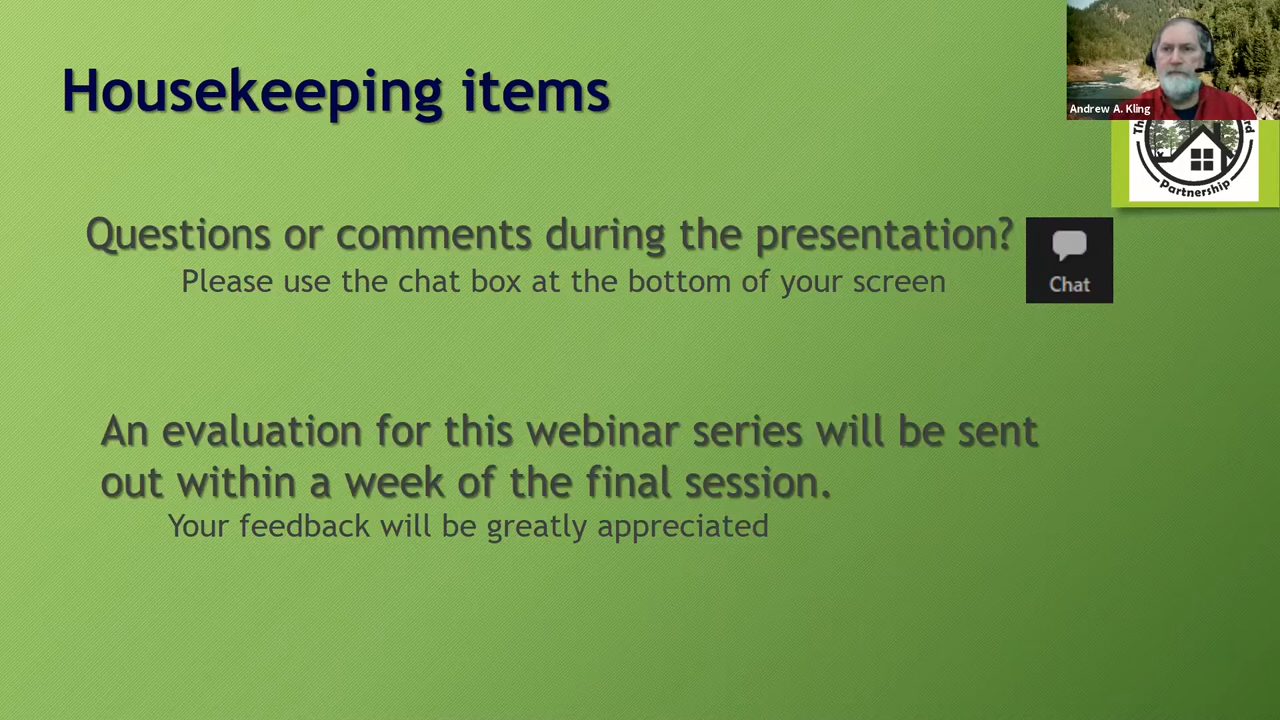 Housekeeping items
Andrew A. Kling
Partnership
Questions or comments during the presentation?
Please use the chat box at the bottom of your screen
Chat
An evaluation for this webinar series will be sent
out within a week of the final session.
Your feedback will be greatly appreciated